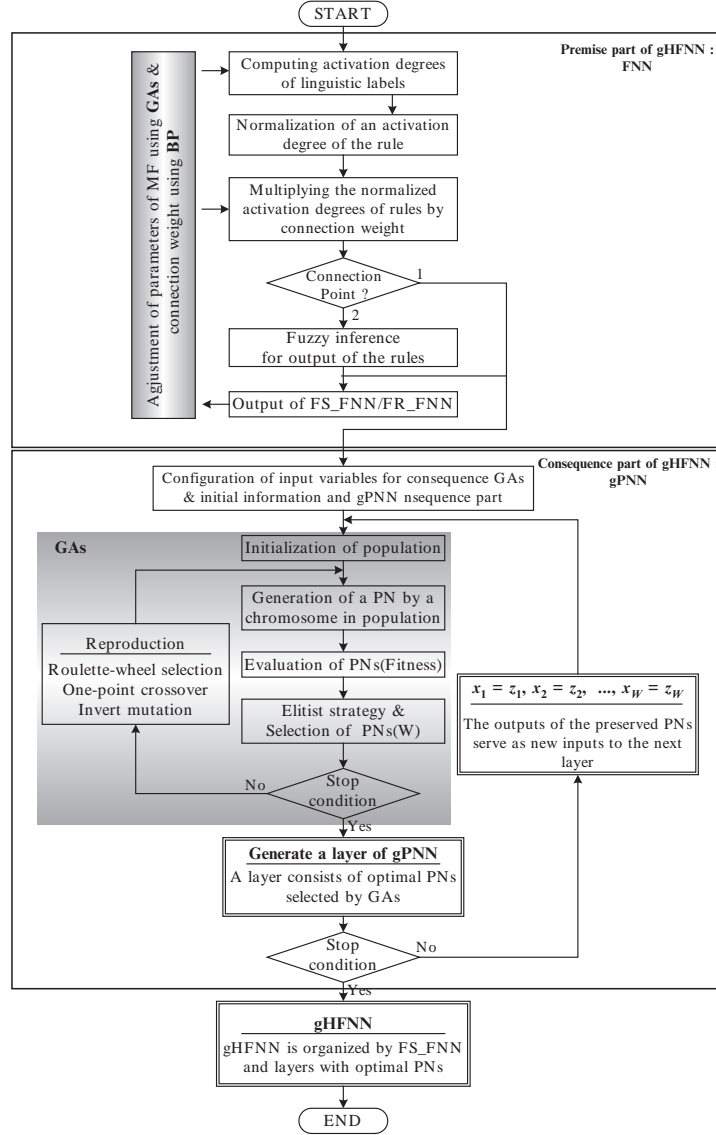 START
Premise part of gHFNN :
FNN
Computing activation degrees
of linguistic labels
Normalization of an activation
degree of the rule
Agjustment of parameters of MF using GAs &
connection weight using BP
Multiplying the normalized
activation degrees of rules by
connection weight
Connection
Point ?
1
2
Fuzzy inference
for output of the rules
Output of FS_FNN/FR_FNN
Consequence part of gHFNN :
gPNN
Configuration of input variables for consequence GAs
& initial information and gPNN nsequence part
GAs
Initialization of population
Generation of a PN by a
chromosome in population
Reproduction
Roulette-wheel selection
One-point crossover
Invert mutation
Evaluation of PNs(Fitness)
Elitist strategy &
Selection of PNs(W)
x1 = z1, x2 = z2, ..., xW = zW
The outputs of the preserved PNs
serve as new inputs to the next
layer
No
Stop
condition
Yes
Generate a layer of gPNN
A layer consists of optimal PNs
selected by GAs
Stop
condition
No
Yes
gHFNN
gHFNN is organized by FS_FNN
and layers with optimal PNs
END